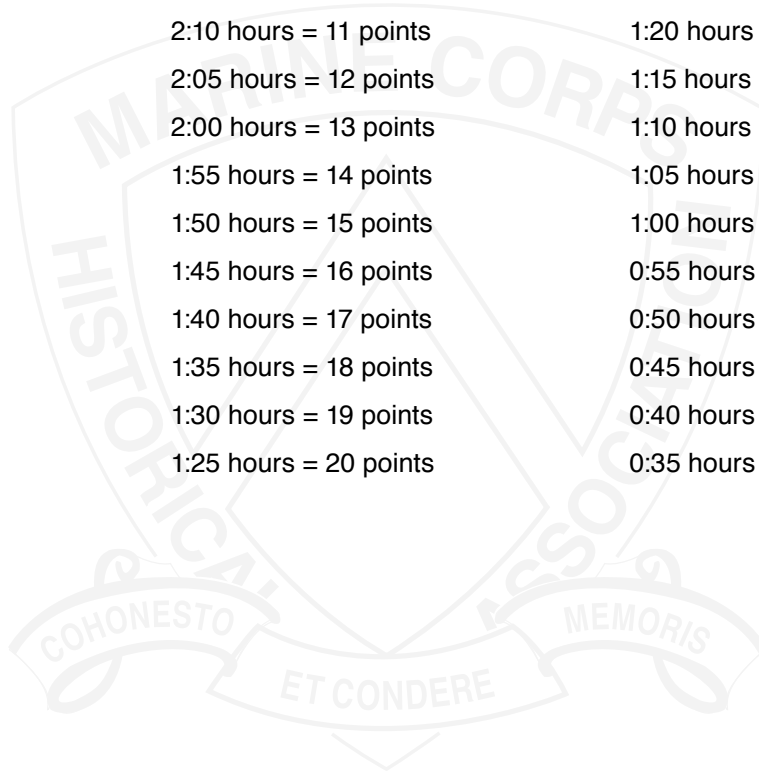 2:10 hours = 11 points 1:20 hours
2:05 hours = 12 points 1:15 hours
2:00 hours = 13 points 1:10 hours
1:55 hours = 14 points 1:05 hours
1:50 hours = 15 points 1:00 hours
1:45 hours = 16 points 0:55 hours
1:40 hours = 17 points 0:50 hours
1:35 hours = 18 points 0:45 hours
1:30 hours = 19 points 0:40 hours
1:25 hours = 20 points 0:35 hours
MARINE CORPS
HISTORICAL
ASSOCIATION
COHONESTO
MEMORIS
ET CONDERE